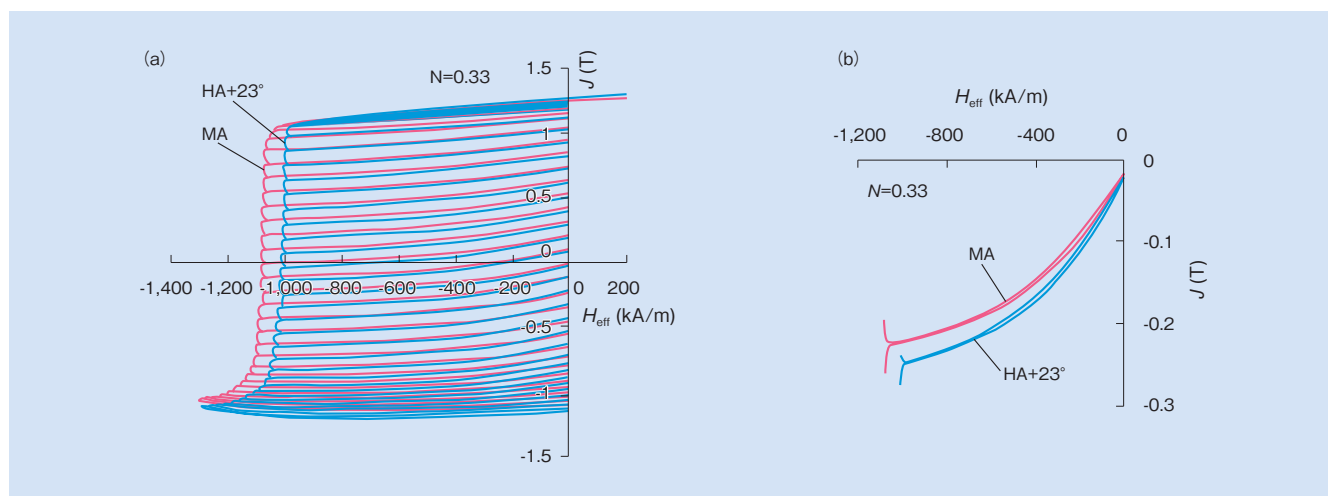 (a)
1.5
J (T)
N=0.33
HA+23°
MA
1
0.5
0
-1,400 -1,200 -1,000 -800 -600 -400 -200 0 200
Heff (kA/m)
-0.5
-1
-1.5
(b)
Heff (kA/m)
-1,200 -800 -400 0
0
N=0.33
-0.1
MA
J (T)
-0.2
HA+23°
-0.3